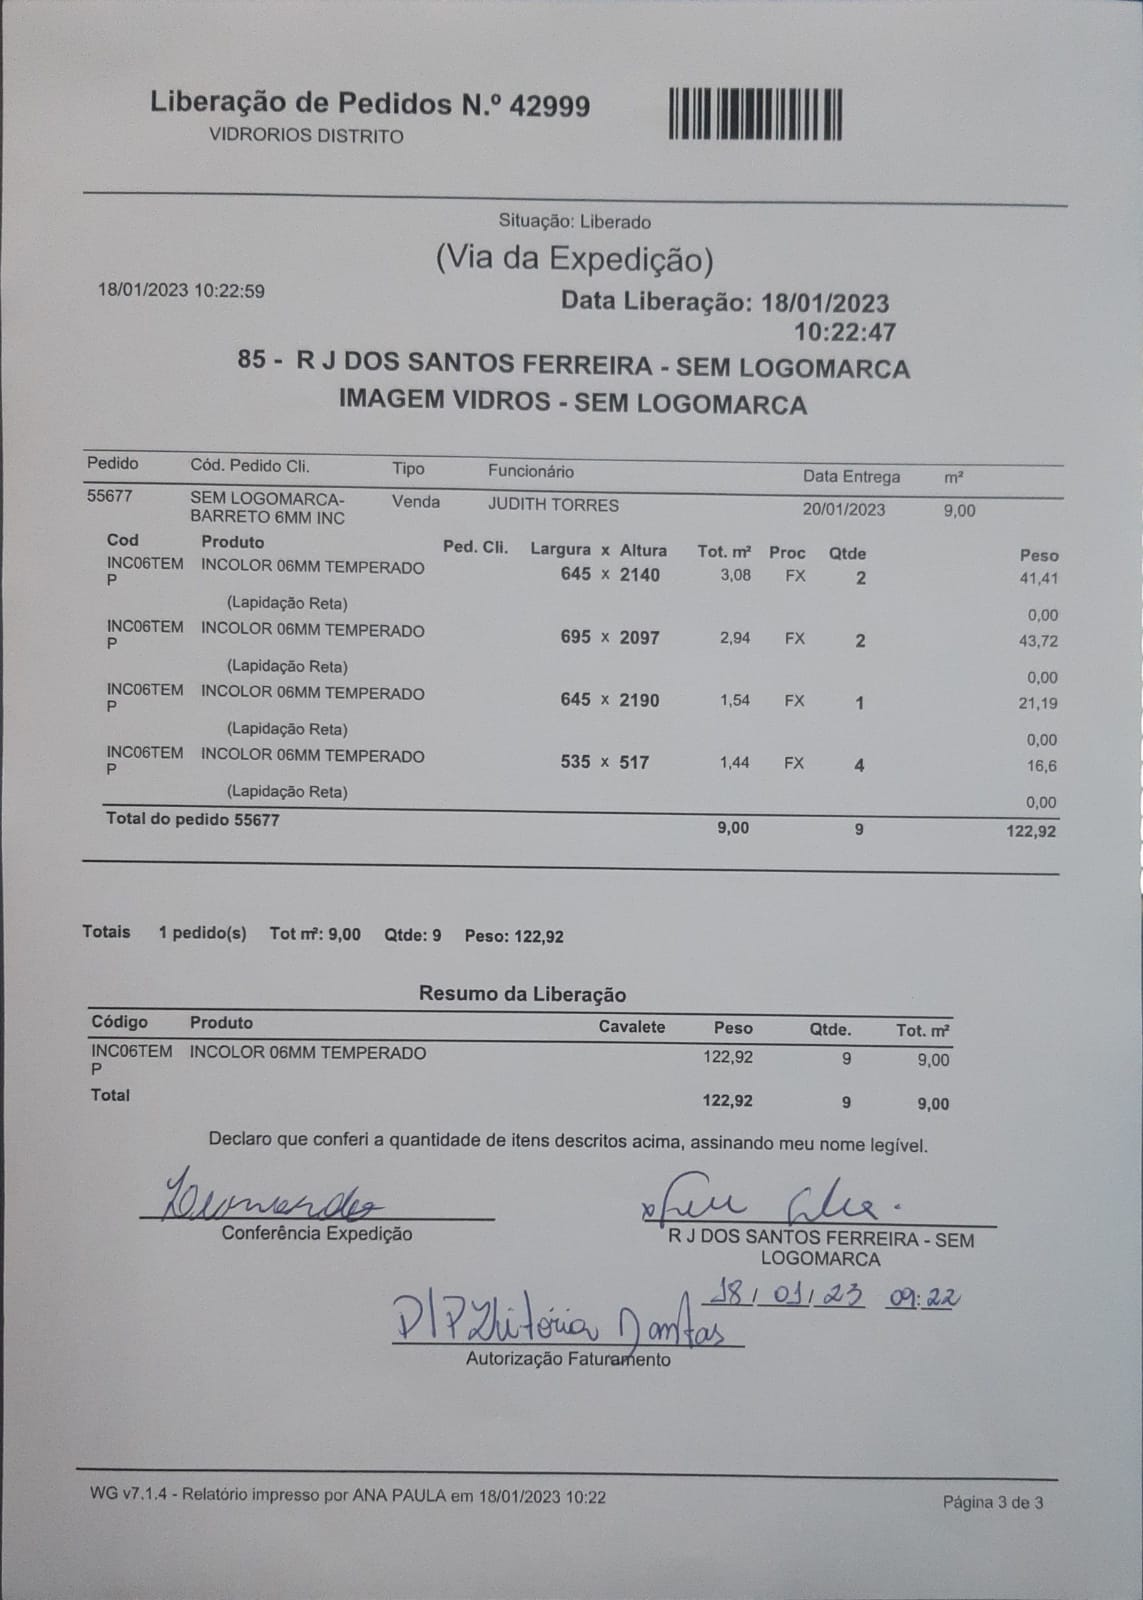 Liberação de Pedidos N.º 42999
VIDRORIOS DISTRITO
Situação: Liberado
(Via da Expedição)
18/01/2023 10:22:59
Data Liberação: 18/01/2023
10:22:47
85 - R J DOS SANTOS FERREIRA - SEM LOGOMARCA
IMAGEM VIDROS - SEM LOGOMARCA
Pedido Cód. Pedido Cli. Tipo Funcionário Data Entrega m²
55677 SEM LOGOMARCA- Venda JUDITH TORRES 20/01/2023 9,00
BARRETO 6MM INC
Cod Produto Ped. Cli. Largura x Altura Tot. m² Proc Qtde Peso
INC06TEM INCOLOR 06MM TEMPERADO 645 x 2140 3,08 FX 2 41,41
P
(Lapidação Reta) 0,00
INC06TEM INCOLOR 06MM TEMPERADO 695 x 2097 2,94 FX 2 43,72
P
(Lapidação Reta) 0,00
INC06TEM INCOLOR 06MM TEMPERADO 645 x 2190 1,54 FX 1 21,19
P
(Lapidação Reta) 0,00
INC06TEM INCOLOR 06MM TEMPERADO 535 x 517 1,44 FX 4 16,6
P
(Lapidação Reta) 0,00
Total do pedido 55677 9,00 9 122,92
Totais 1 pedido(s) Tot m²: 9,00 Qtde: 9 Peso: 122,92
Resumo da Liberação
Código Produto Cavalete Peso Qtde. Tot. m²
INC06TEM INCOLOR 06MM TEMPERADO 122,92 9 9,00
P
Total 122,92 9 9,00
Declaro que conferi a quantidade de itens descritos acima, assinando meu nome legível.
Conferência Expedição
R J DOS SANTOS FERREIRA - SEM
LOGOMARCA
18/01/23 09:22
Dantas
Autorização Faturamento
WG v7.1.4 - Relatório impresso por ANA PAULA em 18/01/2023 10:22
Página 3 de 3